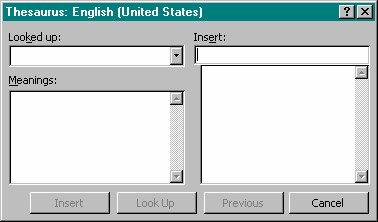 Thesaurus: English (United States)
Looked up:
Insert:
Meanings:
Insert
Look Up
Previous
Cancel